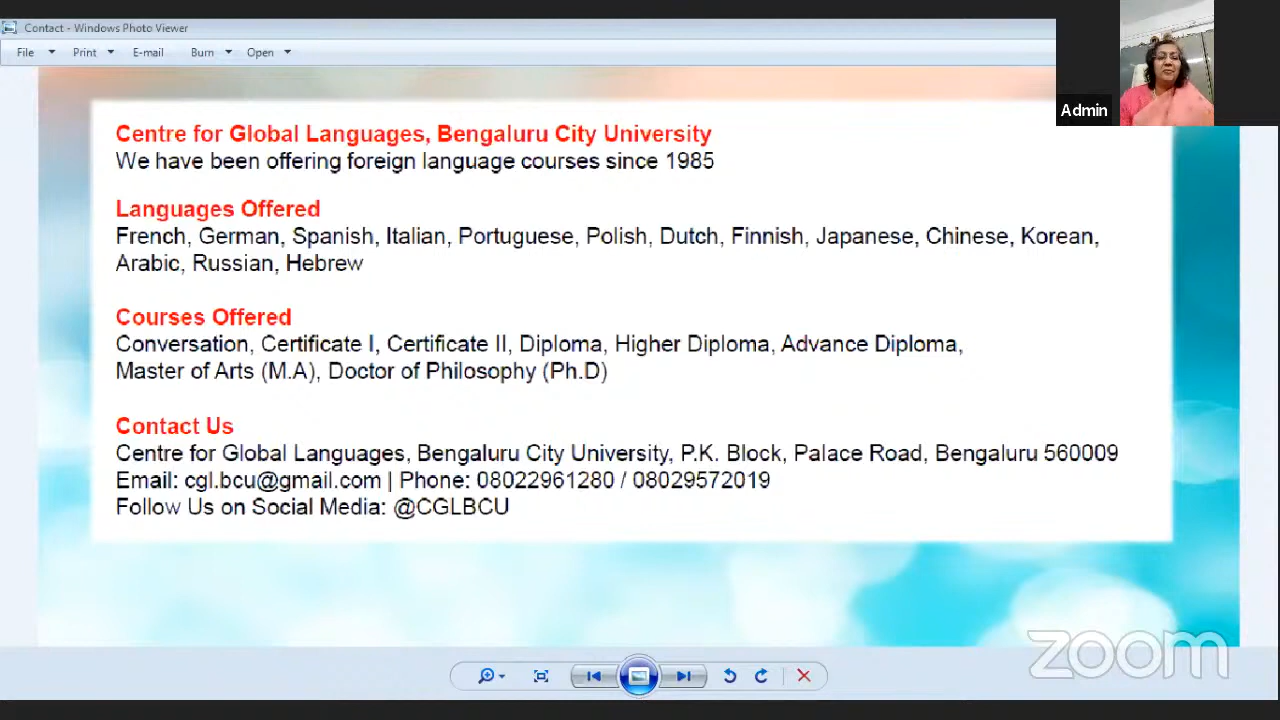 Contact - Windows Photo Viewer
File Print E-mail Burn Open
Admin
Centre for Global Languages, Bengaluru City University
We have been offering foreign language courses since 1985
Languages Offered
French, German, Spanish, Italian, Portuguese, Polish, Dutch, Finnish, Japanese, Chinese, Korean,
Arabic, Russian, Hebrew
Courses Offered
Conversation, Certificate I, Certificate II, Diploma, Higher Diploma, Advance Diploma,
Master of Arts (M.A), Doctor of Philosophy (Ph.D)
Contact Us
Centre for Global Languages, Bengaluru City University, P.K. Block, Palace Road, Bengaluru 560009
Email: cgl.bcu@gmail.com | Phone: 08022961280 / 08029572019
Follow Us on Social Media: @CGLBCU
zoom